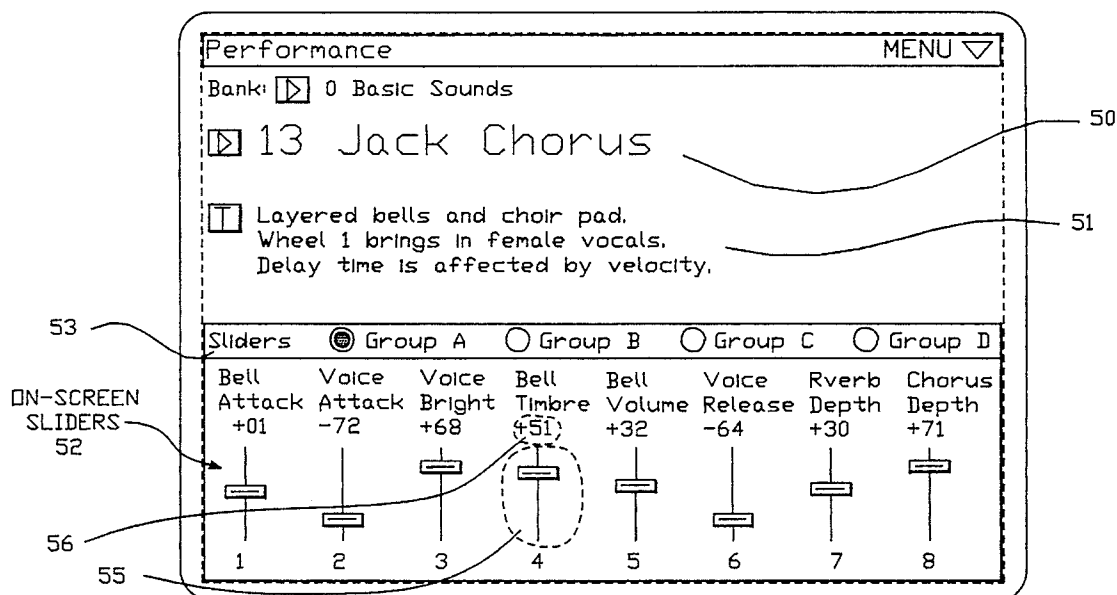 Performance MENU
Bank: 0 Basic Sounds
13 Jack Chorus
50
T Layered bells and choir pad.
Wheel 1 brings in female vocals.
Delay time is affected by velocity.
51
53
Sliders Group A Group B Group C Group D
Bell Attack +01
Voice Attack -72
Voice Bright +68
Bell Timbre +51
Bell Volume +32
Voice Release -64
Rverb Depth +30
Chorus Depth +71
ON-SCREEN
SLIDERS
52
56
55
1 2 3 4 5 6 7 8